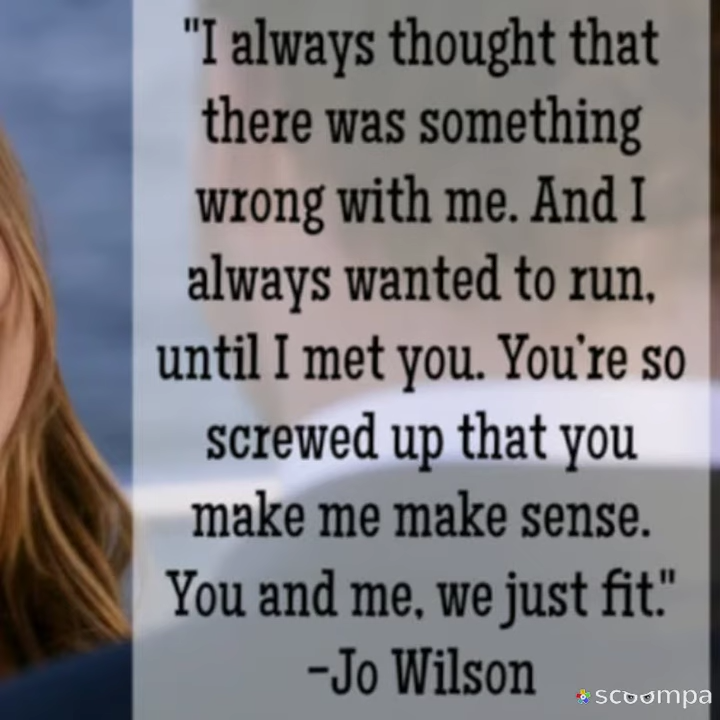 "I always thought that
there was something
wrong with me. And I
always wanted to run,
until I met you. You're so
screwed up that you
make me make sense.
You and me, we just fit."
-Jo Wilson
scoompa